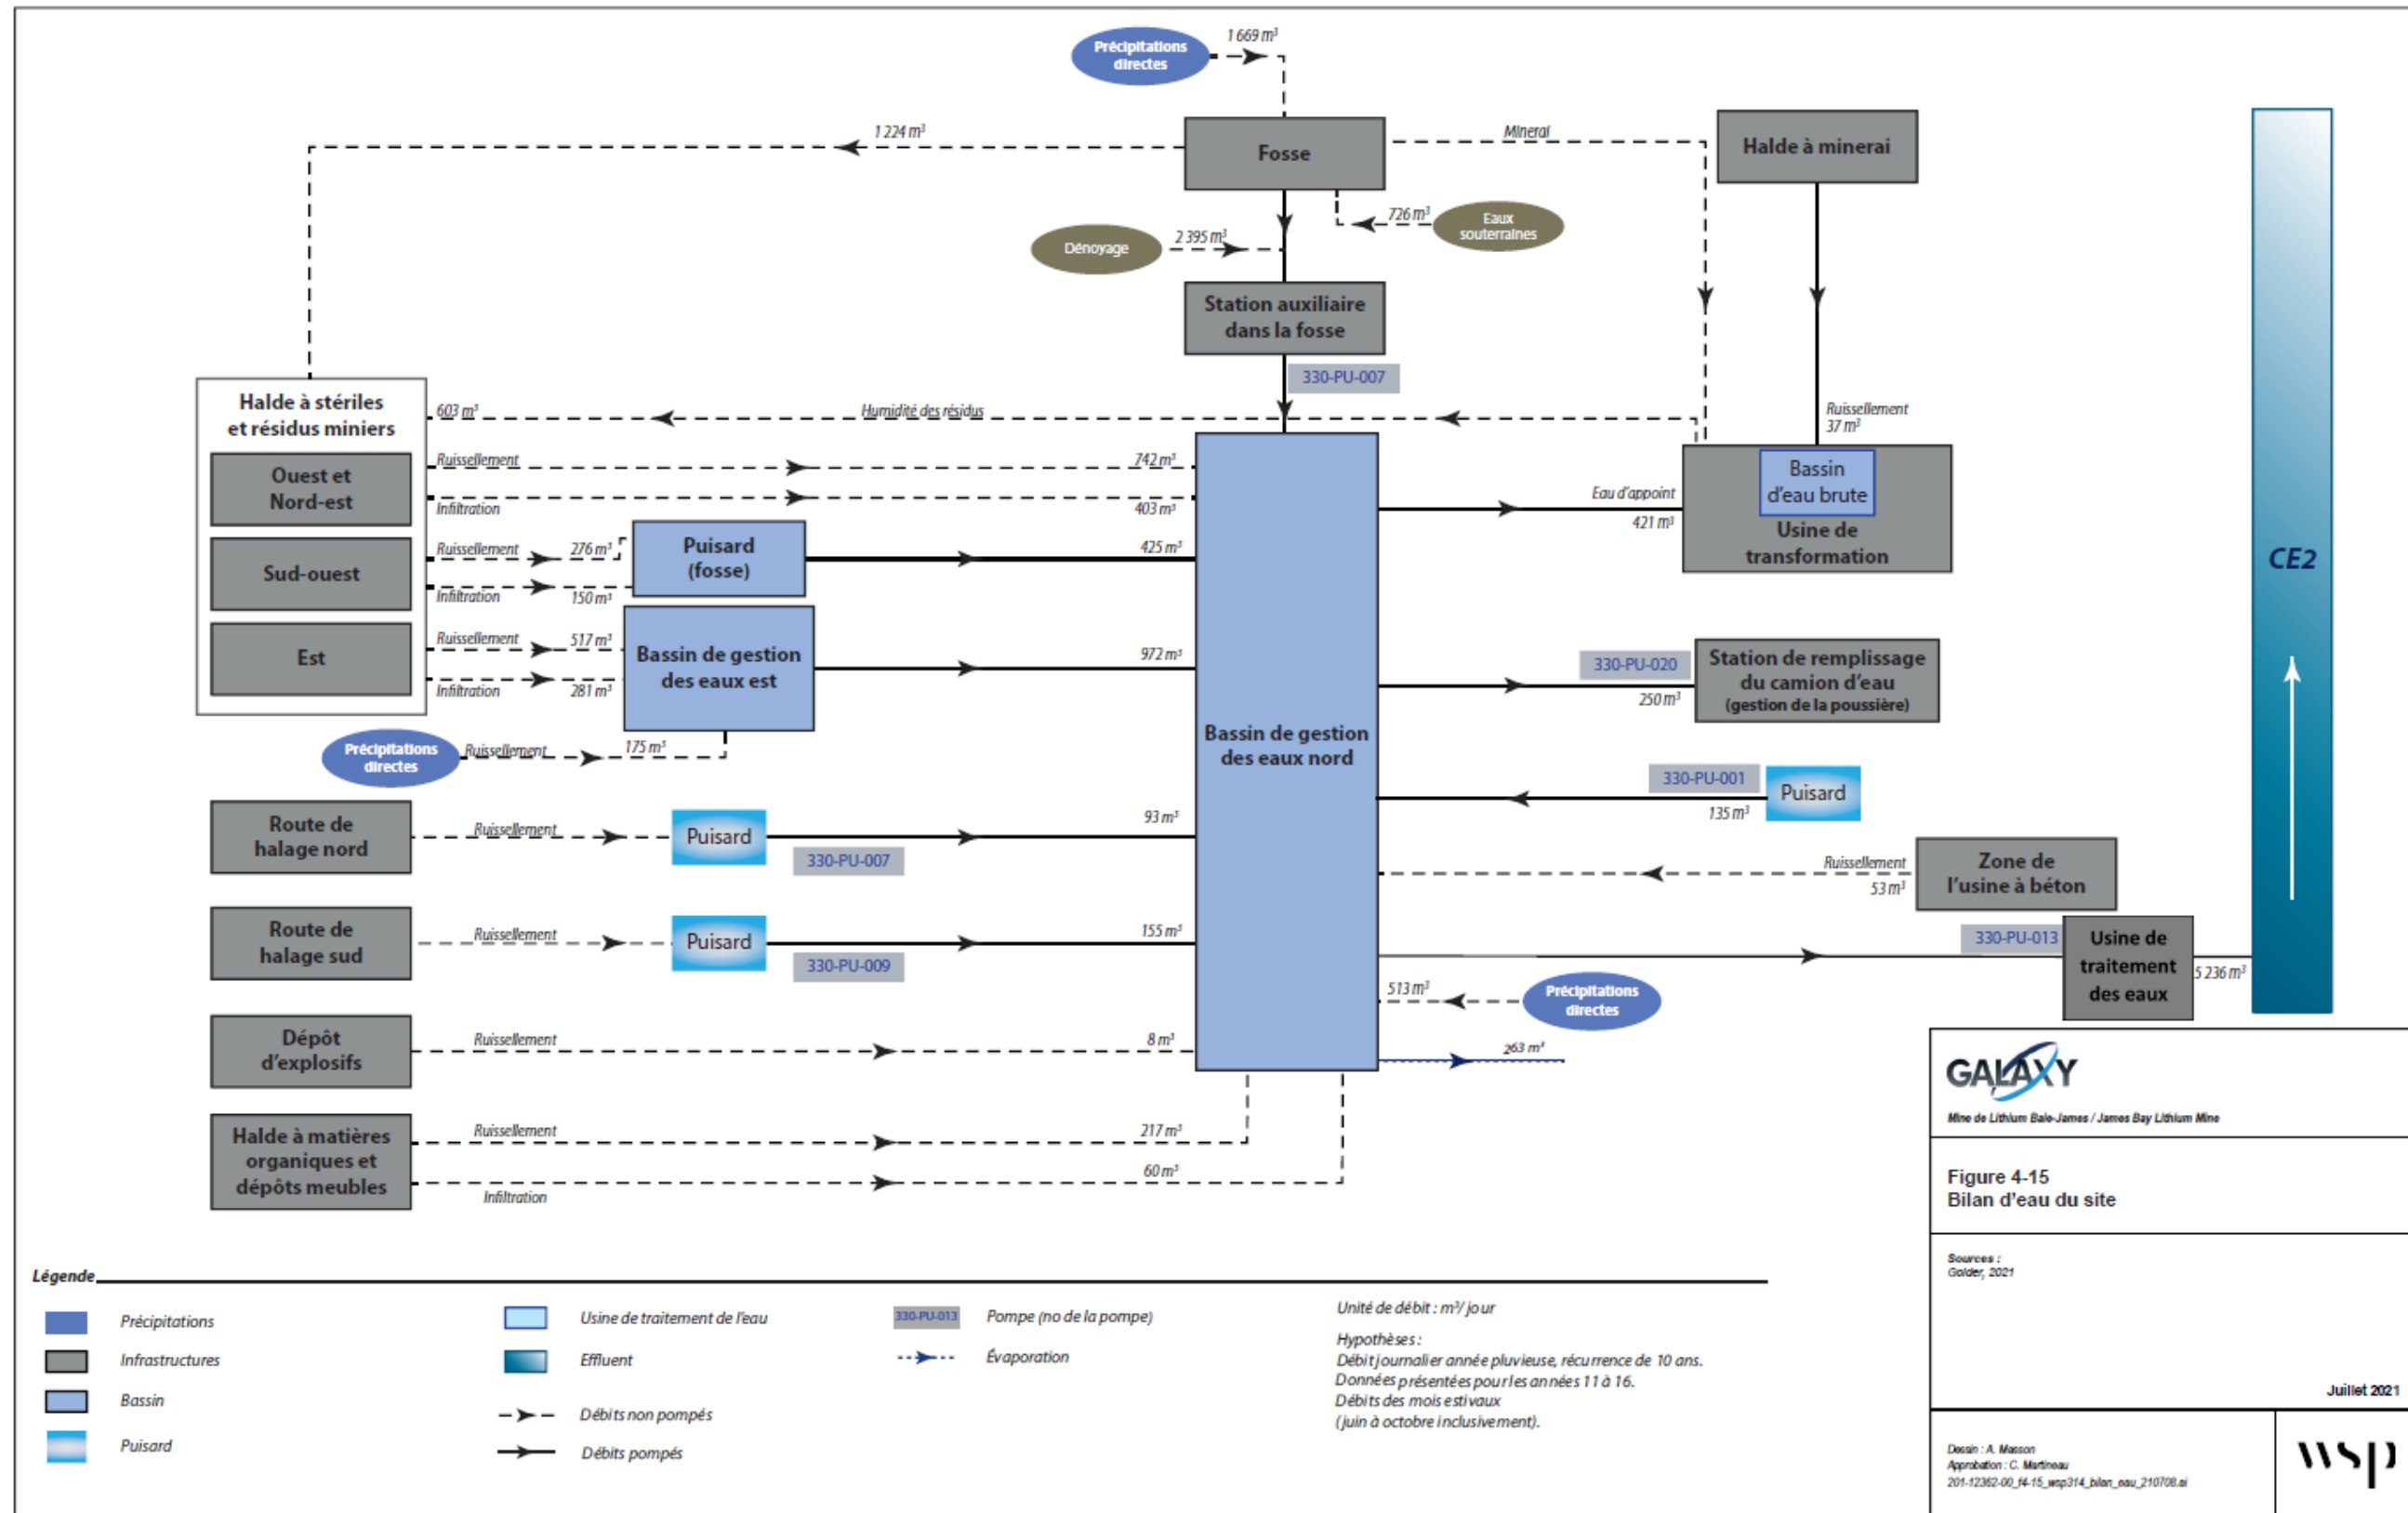 Précipitations
directes
1 669 m³
1 224 m³
Fosse
Minerai
Halde à minerai
726 m³
Eaux
souterraines
Dénoyage
2 395 m³
Station auxiliaire
dans la fosse
330-PU-007
CE2
Halde à stériles
et résidus miniers
603 m³
Humidité des résidus
Ruissellement
37 m³
Ouest et
Nord-est
Ruissellement
742 m³
Infiltration
403 m³
Bassin
d'eau brute
Usine de
transformation
Eau d'appoint
421 m³
Sud-ouest
Ruissellement
276 m³
Infiltration
150 m³
Puisard
(fosse)
425 m³
Est
Ruissellement
517 m³
Infiltration
281 m³
Bassin de gestion
des eaux est
972 m³
330-PU-020
250 m³
Station de remplissage
du camion d'eau
(gestion de la poussière)
Précipitations
directes
Ruissellement
175 m³
Bassin de gestion
des eaux nord
330-PU-001
135 m³
Puisard
Route de
halage nord
Ruissellement
Puisard
330-PU-007
93 m³
Ruissellement
53 m³
Zone de
l'usine à béton
Route de
halage sud
Ruissellement
Puisard
330-PU-009
155 m³
330-PU-013
Usine de
traitement
des eaux
5 236 m³
513 m³
Précipitations
directes
Dépôt
d'explosifs
Ruissellement
8 m³
263 m³
Halde à matières
organiques et
dépôts meubles
Ruissellement
217 m³
Infiltration
60 m³
GALAXY
Mine de Lithium Baie-James / James Bay Lithium Mine
Figure 4-15
Bilan d'eau du site
Sources :
Golder, 2021
Juillet 2021
Dessin : A. Masson
Approbation : C. Martineau
201-12362-00_f4-15_wsp314_bilan_eau_210708.ai
wsp
Légende
Précipitations
Infrastructures
Bassin
Puisard
Usine de traitement de l'eau
Effluent
Débits non pompés
Débits pompés
330-PU-013
Pompe (no de la pompe)
Évaporation
Unité de débit : m³/ jour
Hypothèses :
Débit journalier année pluvieuse, récurrence de 10 ans.
Données présentées pour les années 11 à 16.
Débits des mois estivaux
(juin à octobre inclusivement).